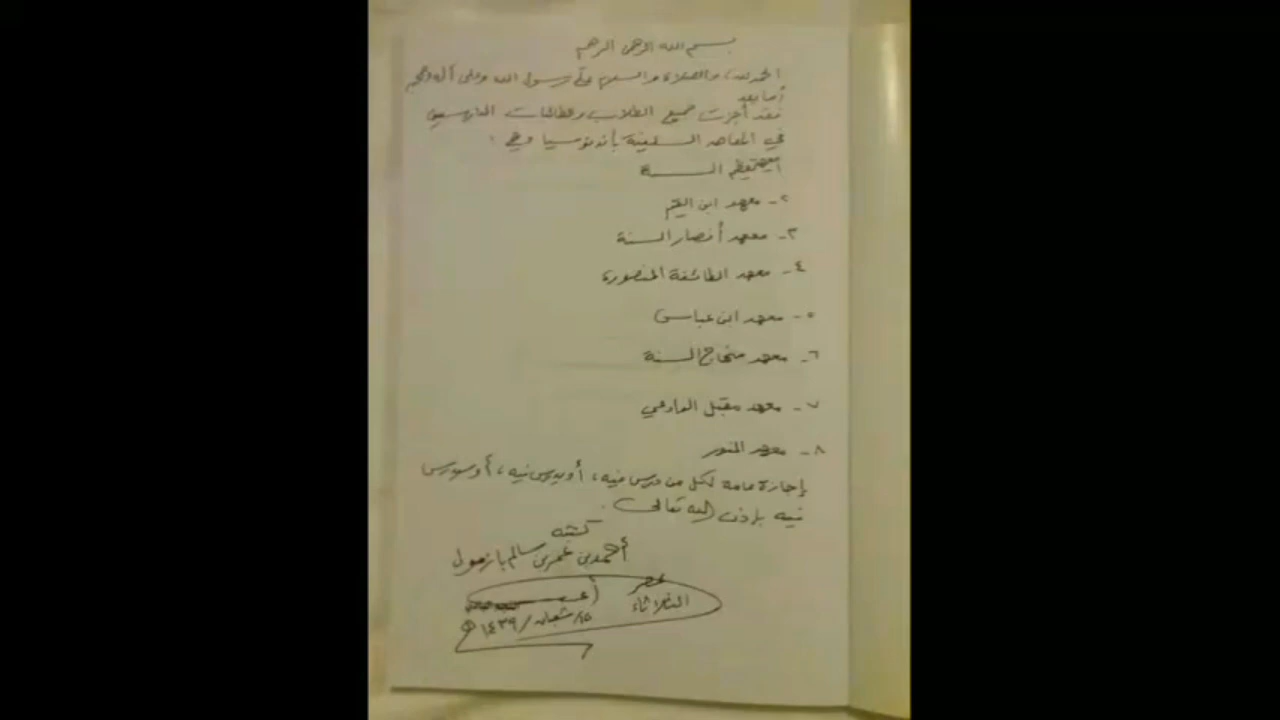 بسم الله الرحمن الرحيم
الحمد لله والصلاة والسلام على رسول الله وعلى آله وصحبه
أما بعد
فقد أجزت جميع الطلاب والطالبات الدارسين
في المعاهد السلفية بأندونوسيا وهي :
السنة
٢- معهد ابن القيم
٣- معهد أنصار السنة
٤- معهد الطائفة المنصورة
٥- معهد ابن عباس
٦- معهد منهاج السنة
٧- معهد مقبل الوادعي
٨- معهد المنور
إجازة عامة لكل من درس فيه، أو يدرس فيه، أو سيدرس
فيه بإذن الله تعالى .
كتبه
أحمد بن عمر بن سالم بازمول
عصر
الثلاثاء
شعبان / ١٤٣٩هـ